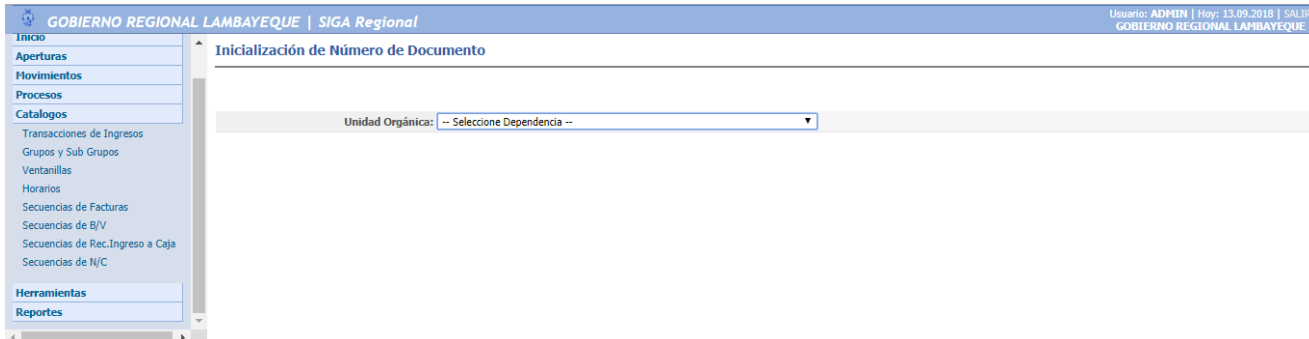 GOBIERNO REGIONAL LAMBAYEQUE | SIGA Regional
Usuario: ADMIN | Hoy: 13.09.2018 | SALIR
GOBIERNO REGIONAL LAMBAYEQUE
Inicio
Aperturas
Movimientos
Procesos
Catalogos
Transacciones de Ingresos
Grupos y Sub Grupos
Ventanillas
Horarios
Secuencias de Facturas
Secuencias de B/V
Secuencias de Rec.Ingreso a Caja
Secuencias de N/C
Herramientas
Reportes
Inicialización de Número de Documento
Unidad Orgánica: -- Seleccione Dependencia --